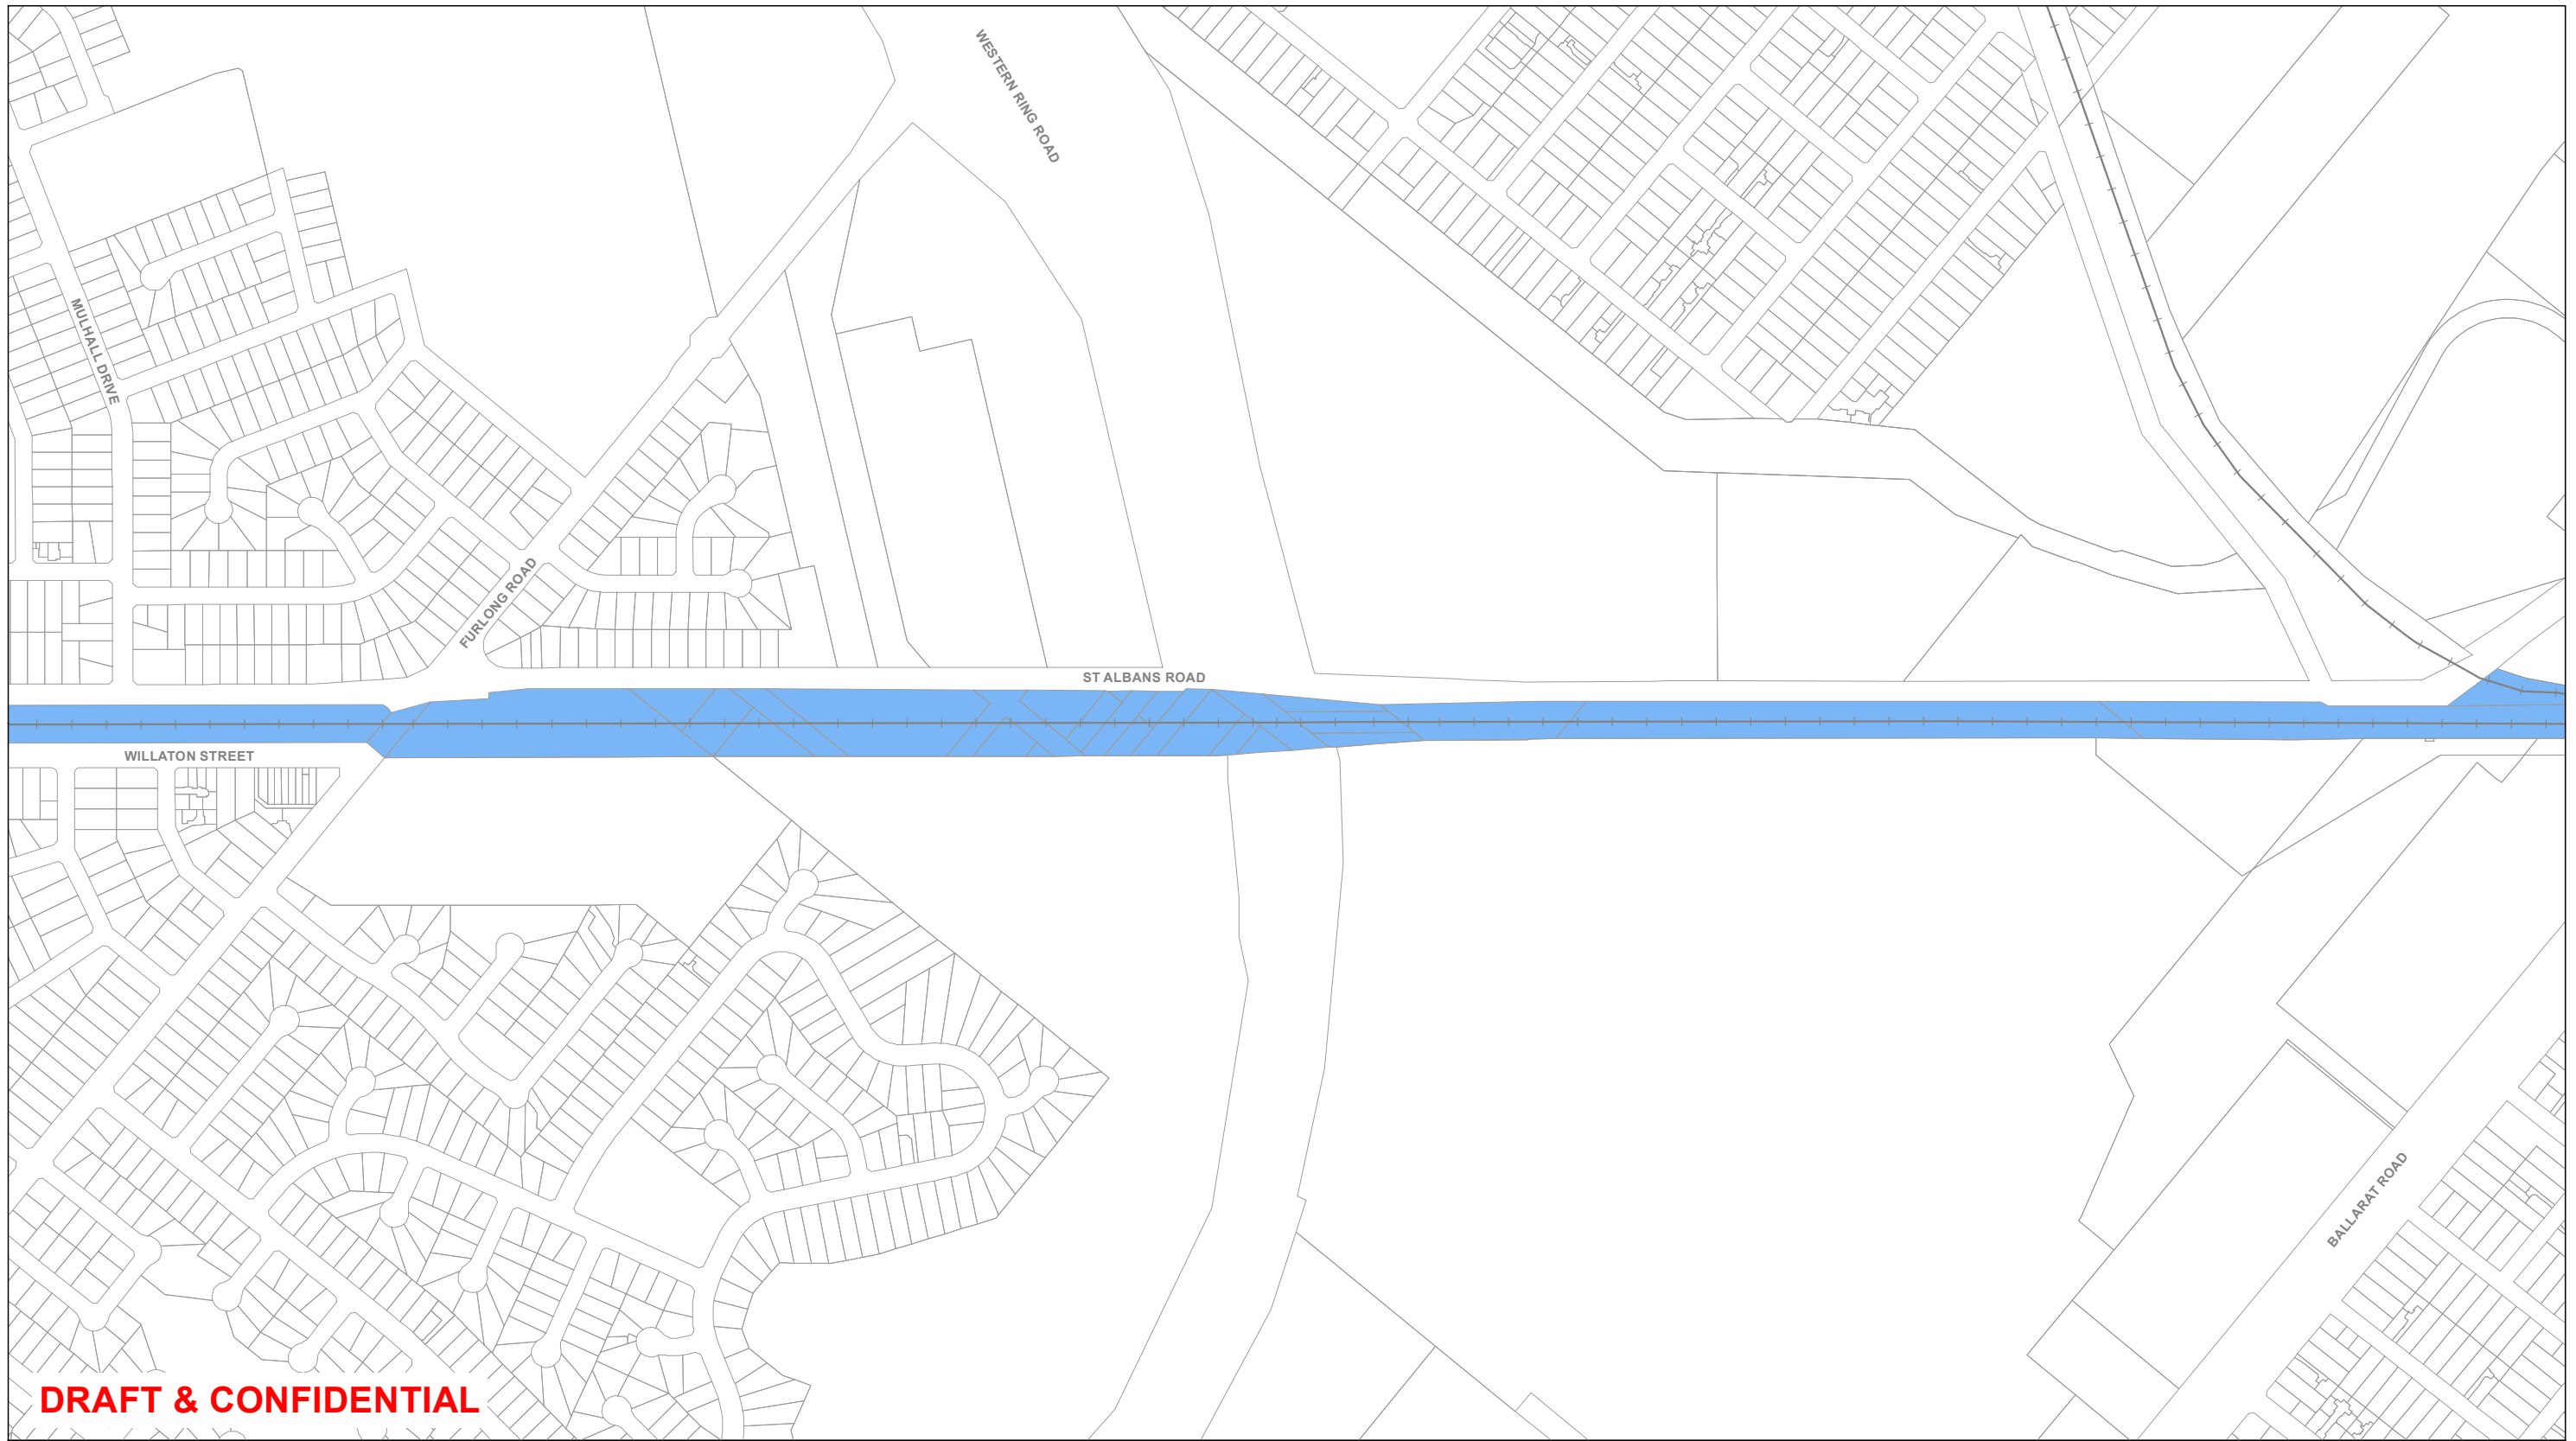 WESTERN RING ROAD
MULHALL DRIVE
FURLONG ROAD
ST ALBANS ROAD
WILLATON STREET
BALLARAT ROAD
DRAFT & CONFIDENTIAL